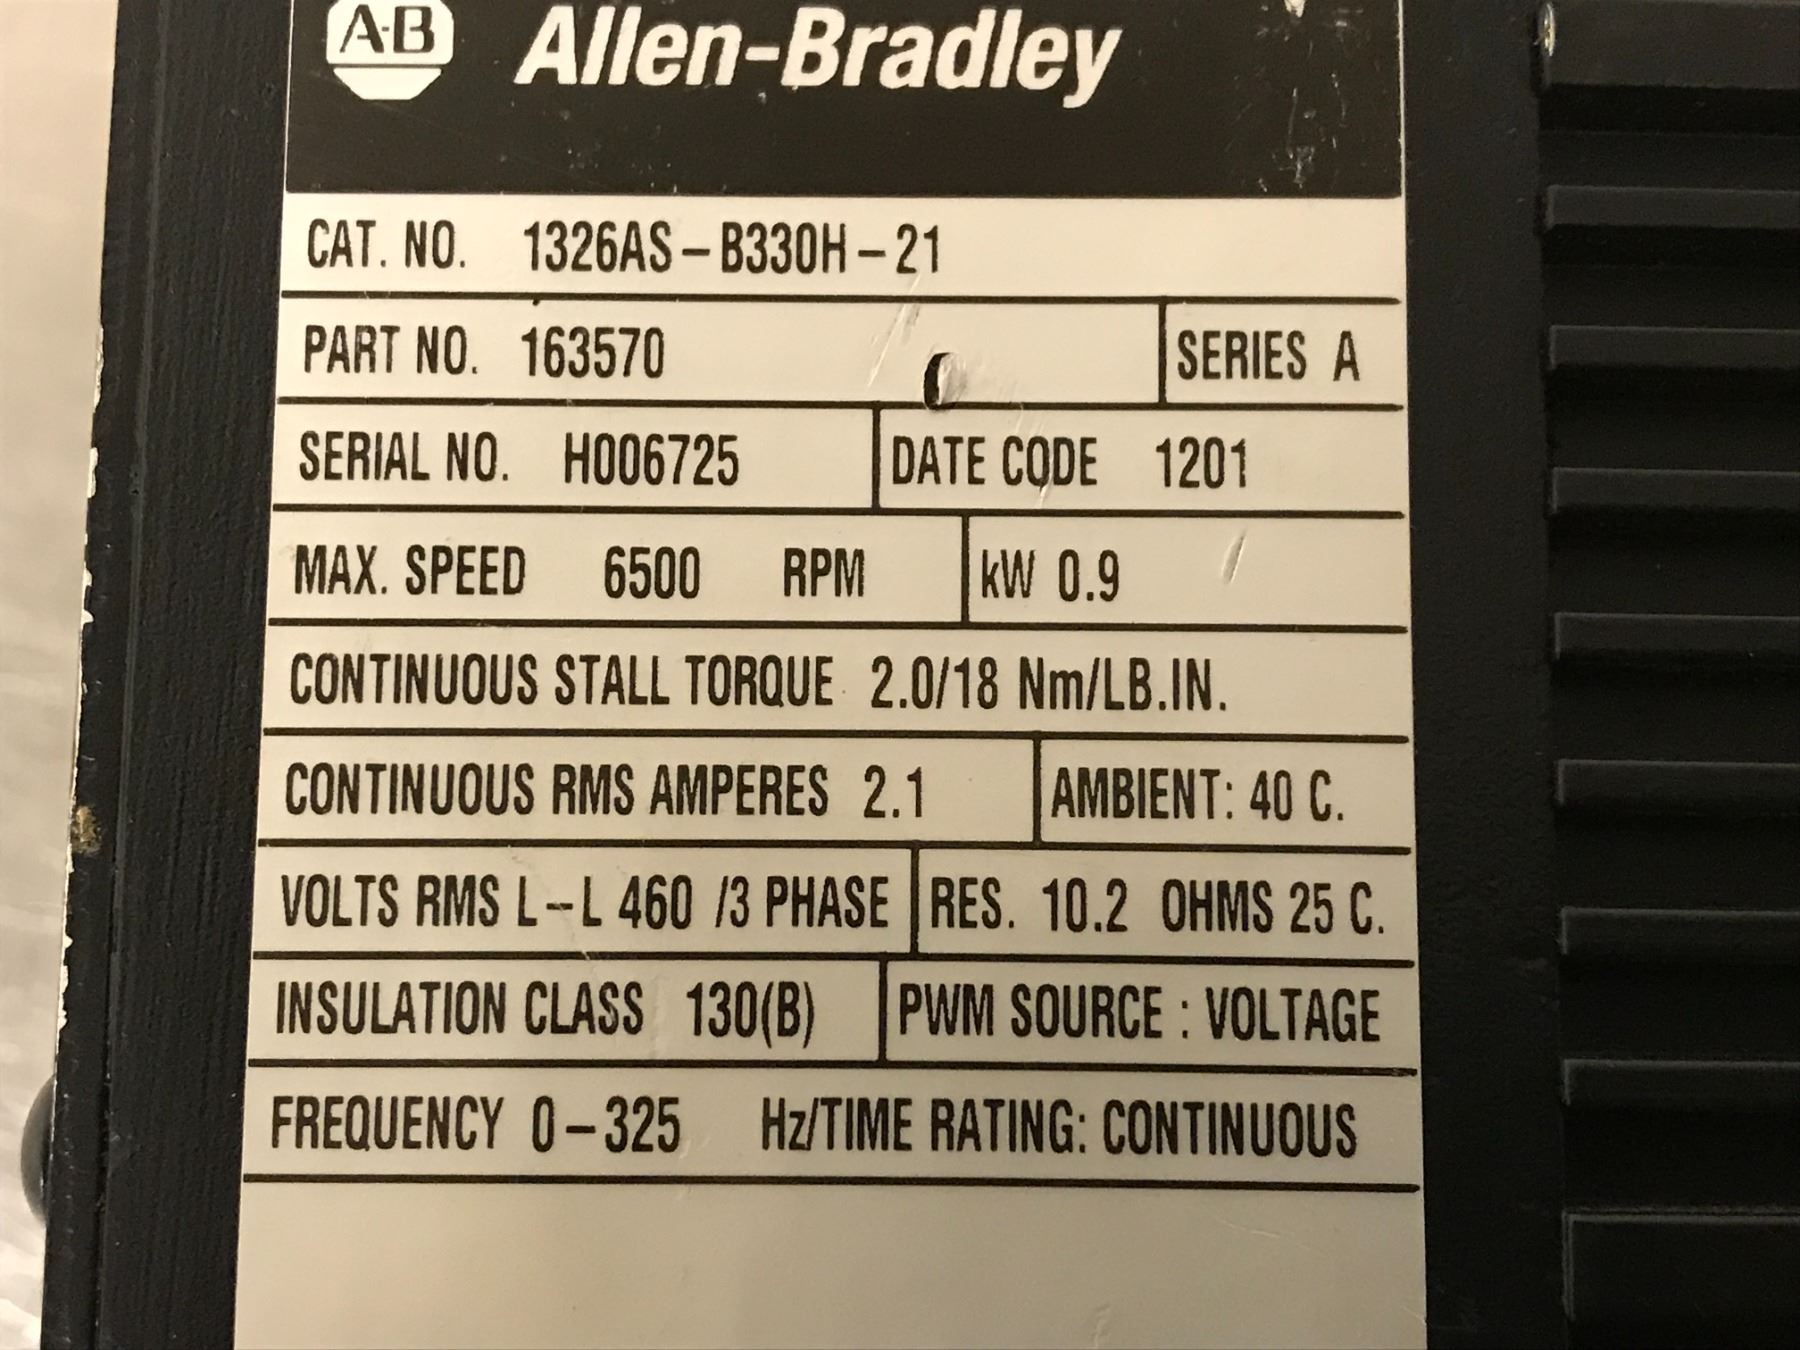 A-B Allen-Bradley
CAT. NO. 1326AS-B330H-21
PART NO. 163570 SERIES A
SERIAL NO. H006725 DATE CODE 1201
MAX. SPEED 6500 RPM kW 0.9
CONTINUOUS STALL TORQUE 2.0/18 Nm/LB.IN.
CONTINUOUS RMS AMPERES 2.1 AMBIENT: 40 C.
VOLTS RMS L-L 460 /3 PHASE RES. 10.2 OHMS 25 C.
INSULATION CLASS 130(B) PWM SOURCE : VOLTAGE
FREQUENCY 0-325 Hz/TIME RATING: CONTINUOUS